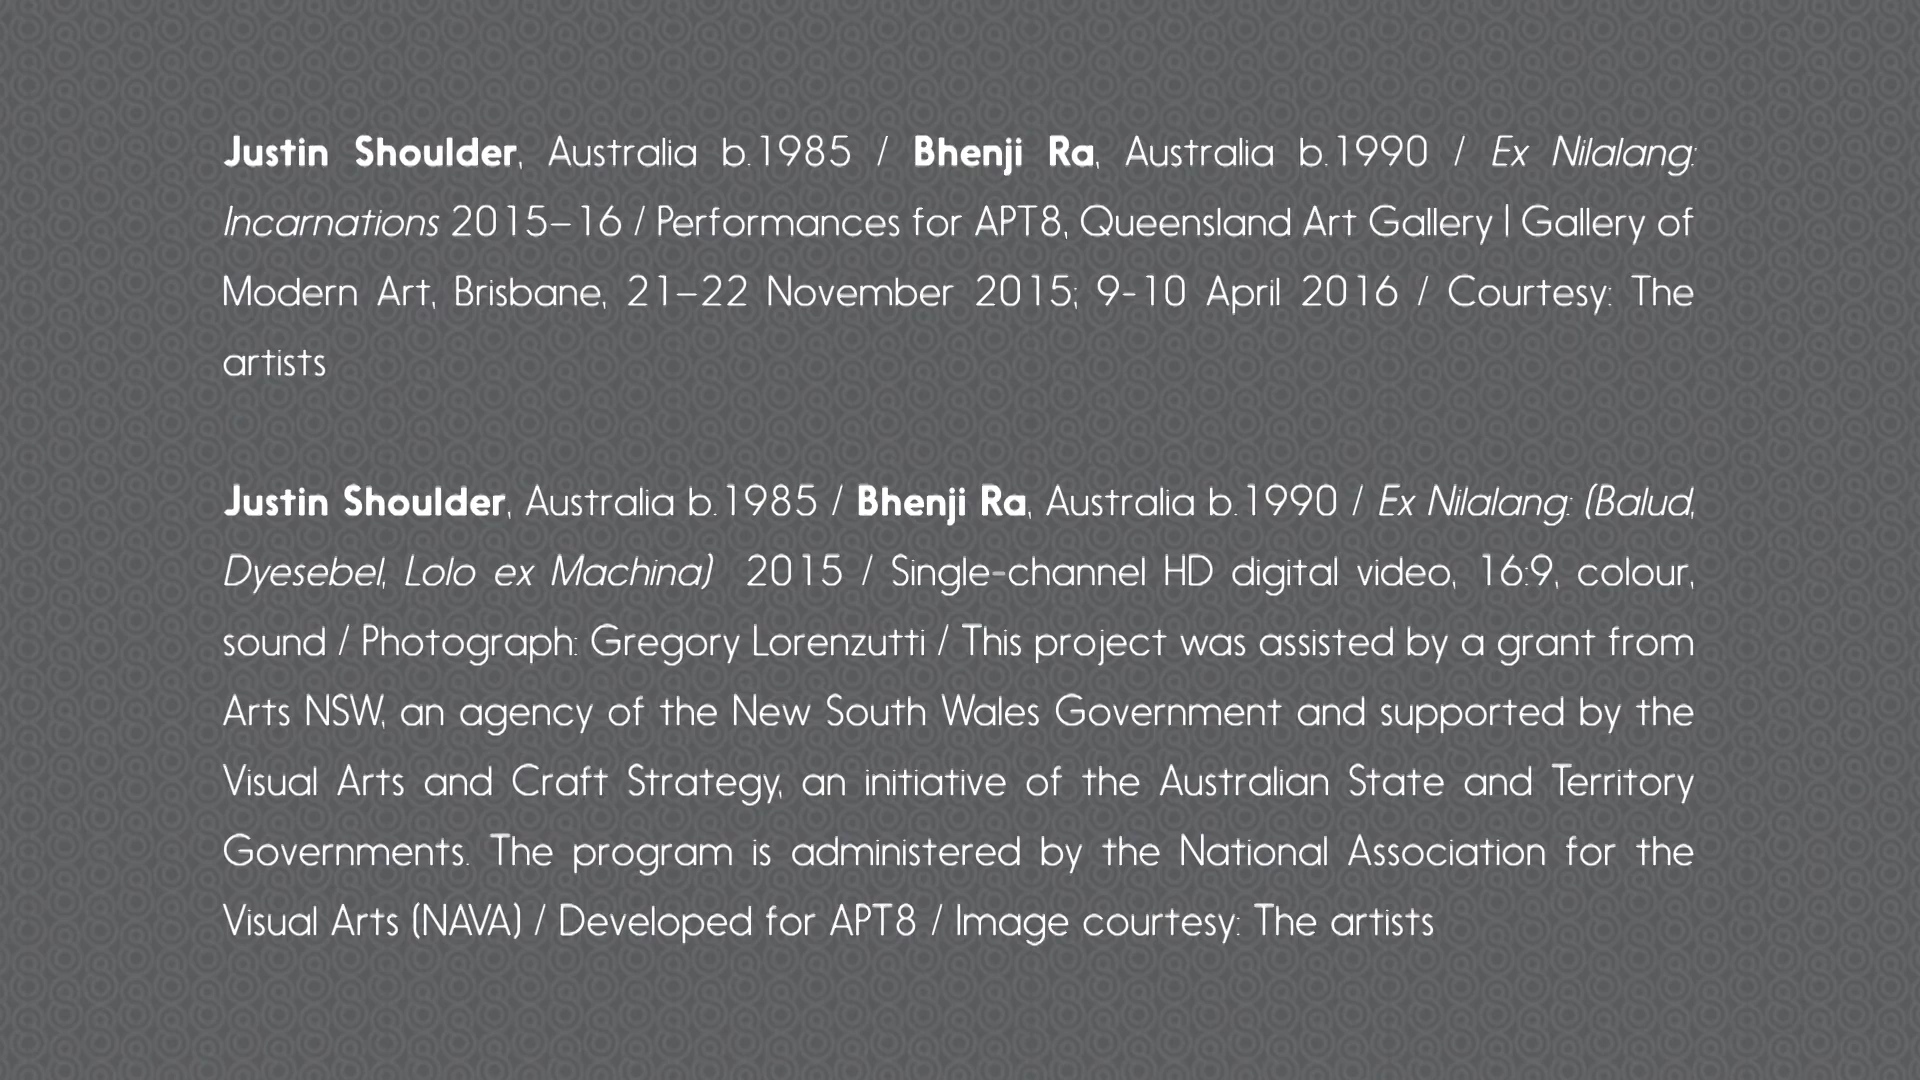 Justin Shoulder, Australia b.1985 / Bhenji Ra, Australia b.1990 / Ex Nilalang:
Incarnations 2015–16 / Performances for APT8, Queensland Art Gallery | Gallery of
Modern Art, Brisbane, 21–22 November 2015; 9-10 April 2016 / Courtesy: The
artists
Justin Shoulder, Australia b.1985 / Bhenji Ra, Australia b.1990 / Ex Nilalang: (Balud,
Dyesebel, Lolo ex Machina) 2015 / Single-channel HD digital video, 16:9, colour,
sound / Photograph: Gregory Lorenzutti / This project was assisted by a grant from
Arts NSW, an agency of the New South Wales Government and supported by the
Visual Arts and Craft Strategy, an initiative of the Australian State and Territory
Governments. The program is administered by the National Association for the
Visual Arts (NAVA) / Developed for APT8 / Image courtesy: The artists